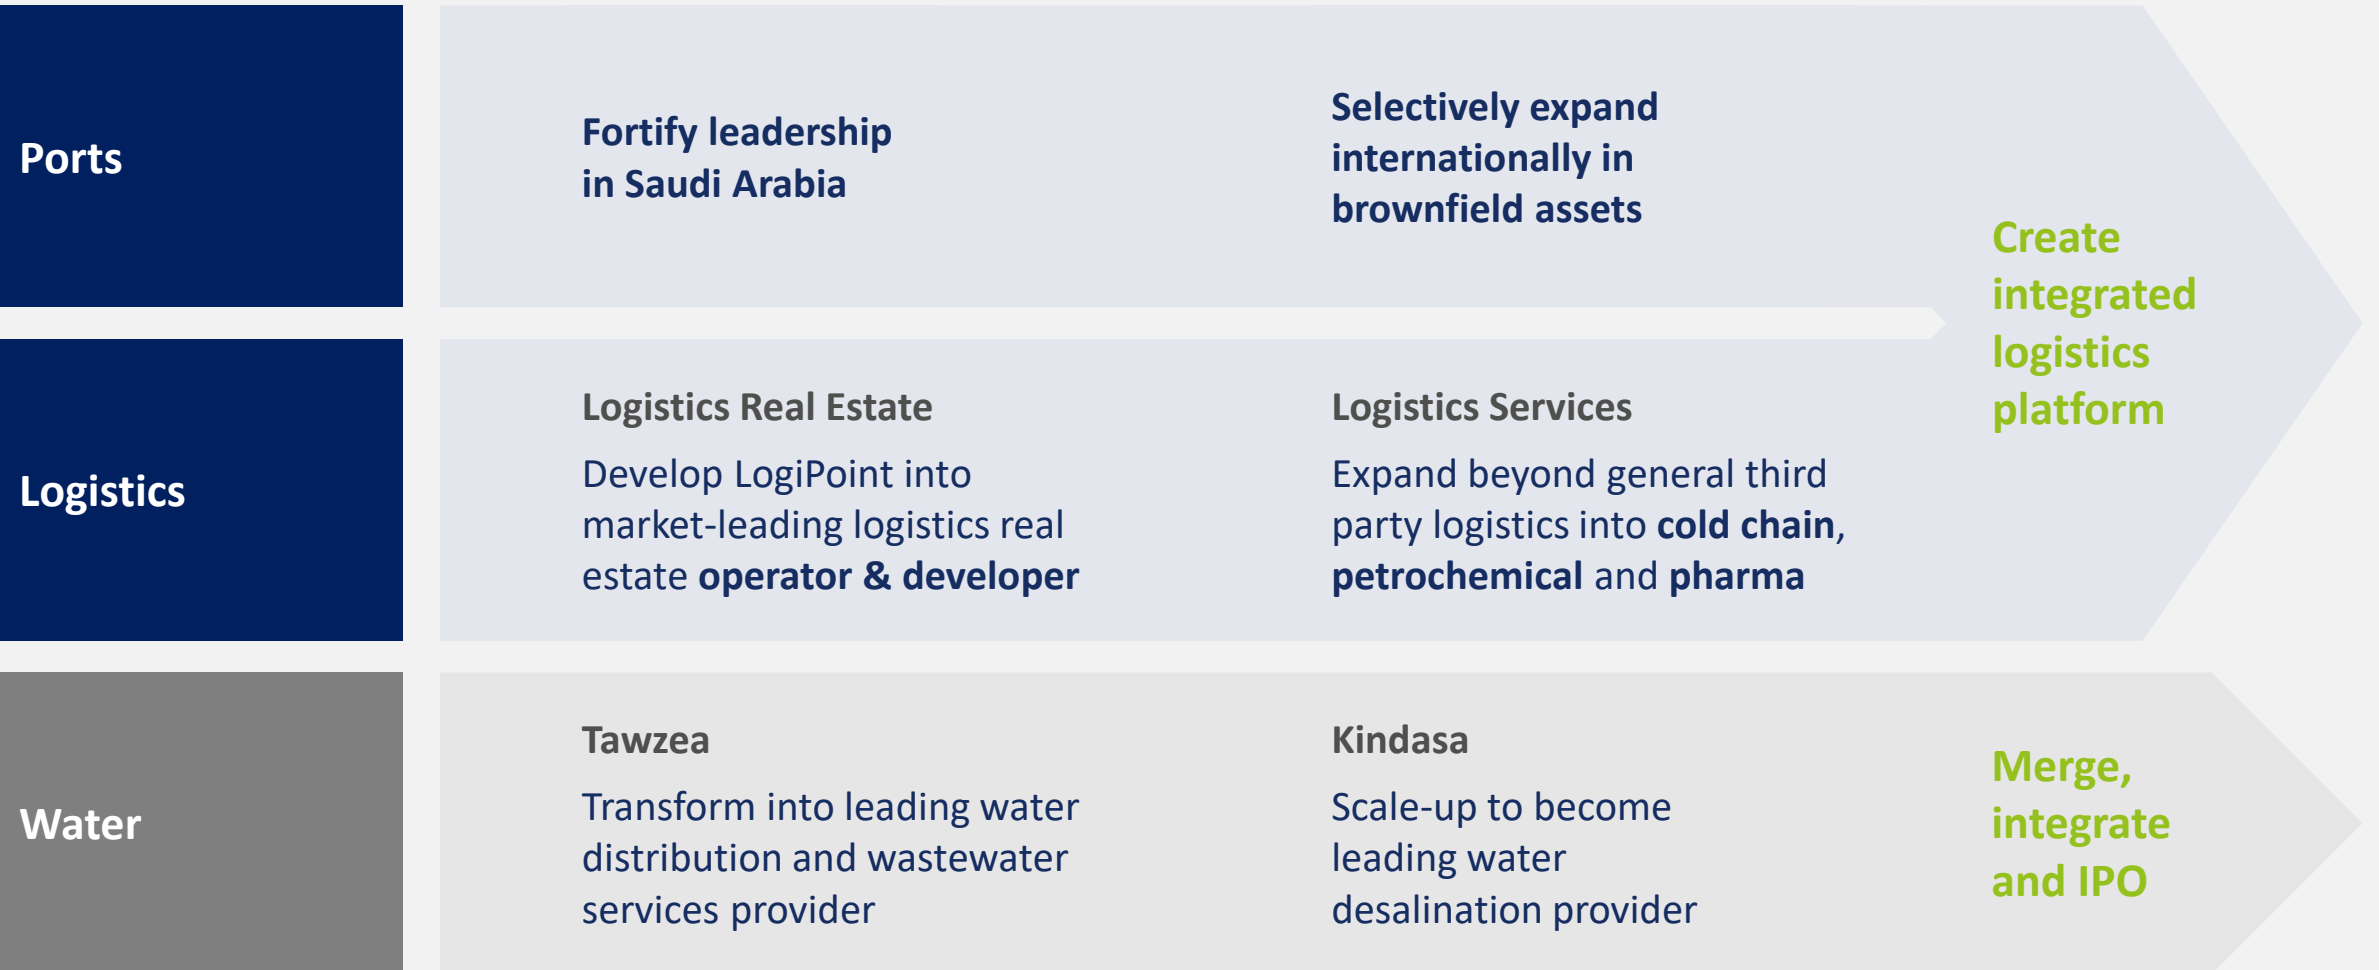 Ports
Fortify leadership
in Saudi Arabia
Selectively expand
internationally in
brownfield assets
Create
integrated
logistics
platform
Logistics
Logistics Real Estate
Develop LogiPoint into
market-leading logistics real
estate operator & developer
Logistics Services
Expand beyond general third
party logistics into cold chain,
petrochemical and pharma
Water
Tawzea
Transform into leading water
distribution and wastewater
services provider
Kindasa
Scale-up to become
leading water
desalination provider
Merge,
integrate
and IPO